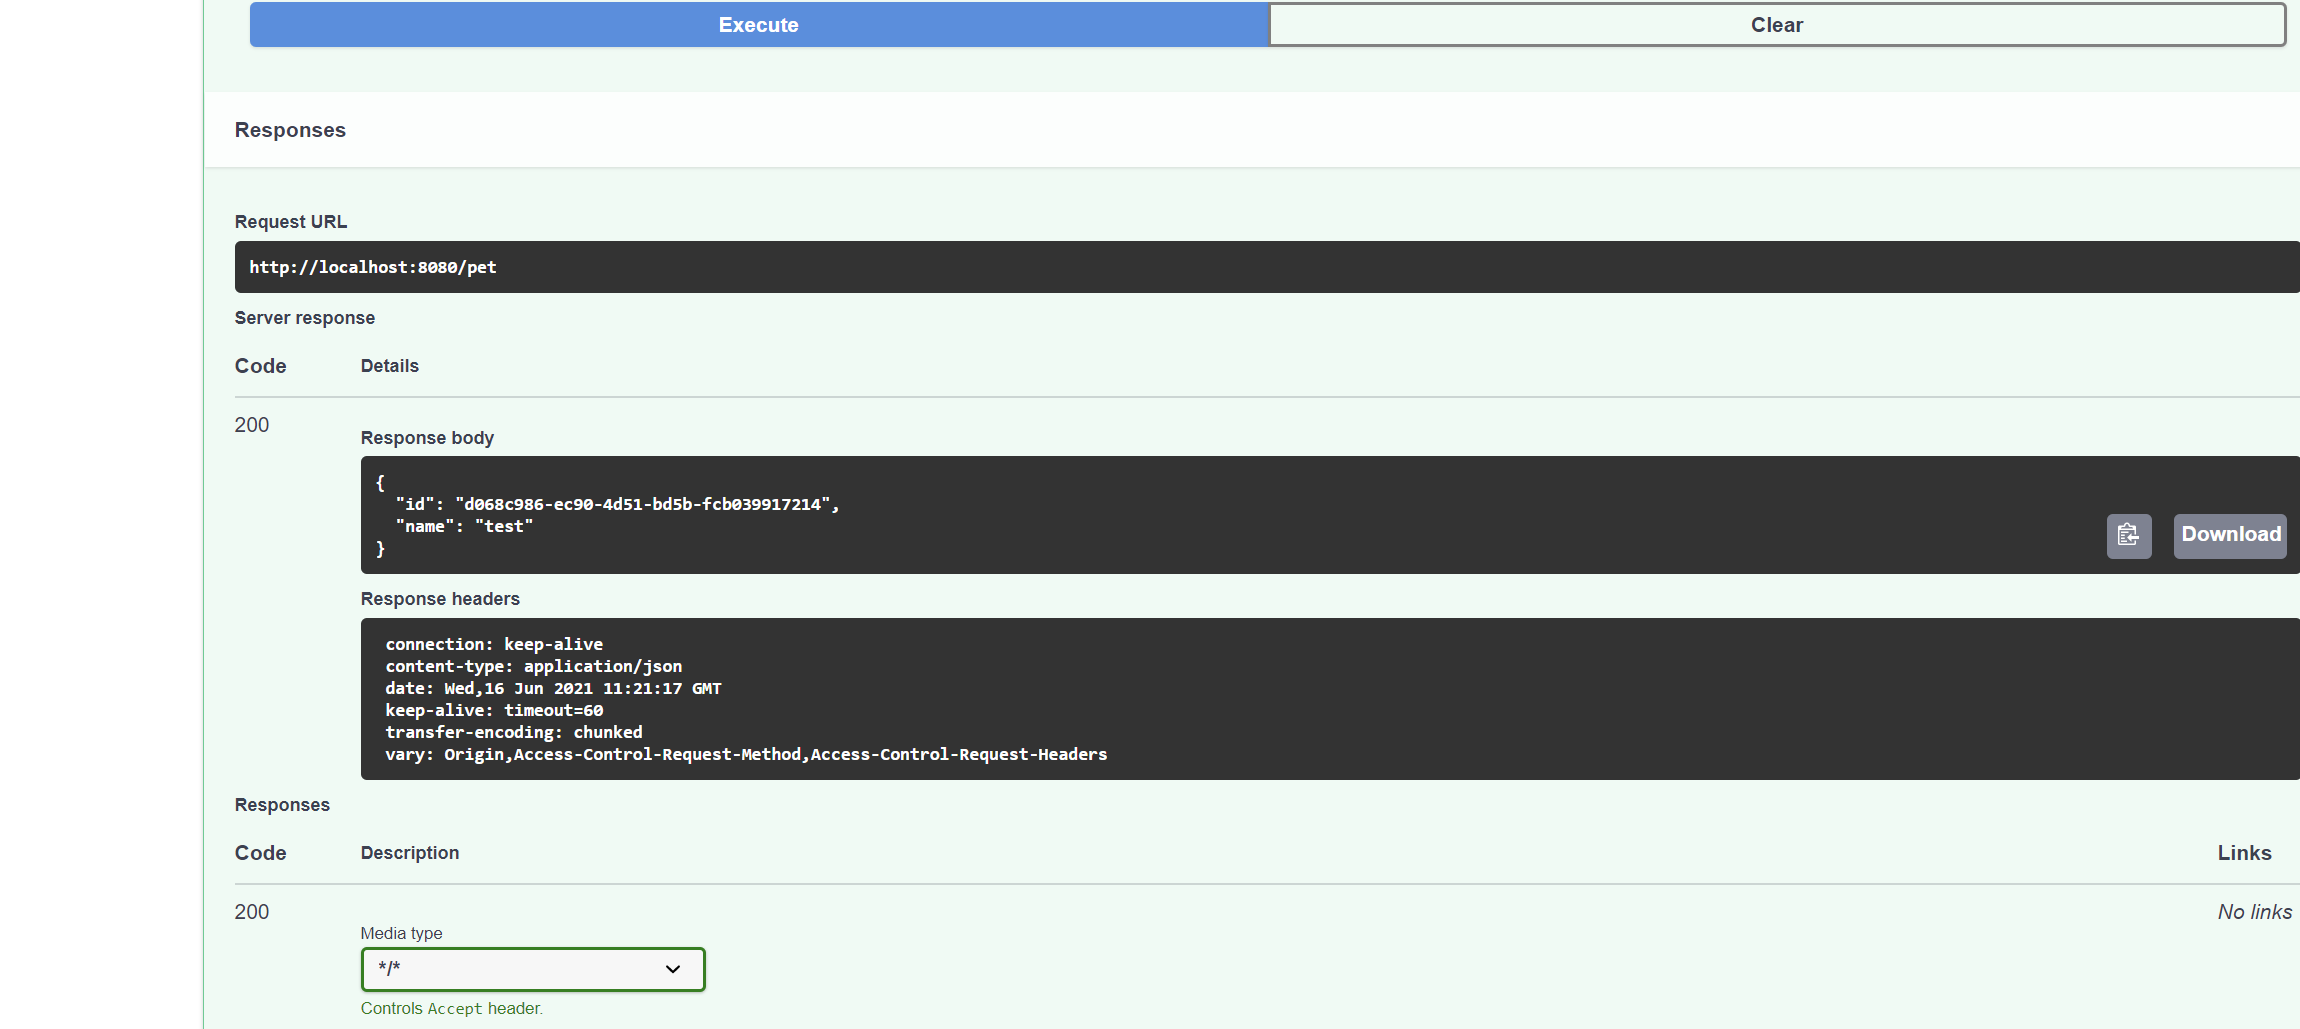 Execute
Clear
Responses
Request URL
http://localhost:8080/pet
Server response
Code Details
200
Response body
{
  "id": "d068c986-ec90-4d51-bd5b-fcb039917214",
  "name": "test"
}
Download
Response headers
connection: keep-alive
content-type: application/json
date: Wed,16 Jun 2021 11:21:17 GMT
keep-alive: timeout=60
transfer-encoding: chunked
vary: Origin,Access-Control-Request-Method,Access-Control-Request-Headers
Responses
Code Description Links
200 No links
Media type
*/*
Controls Accept header.